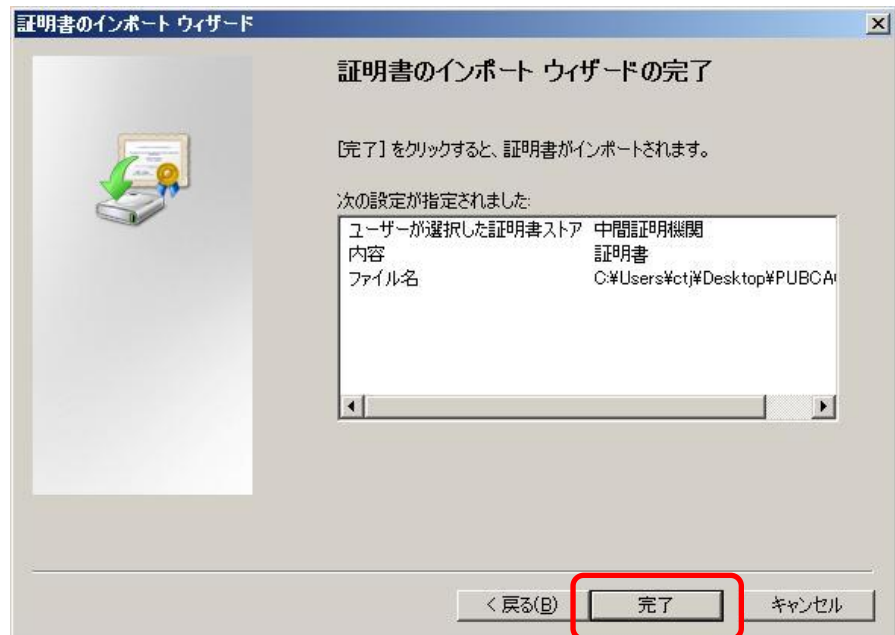 証明書のインポート ウィザード
証明書のインポート ウィザードの完了
[完了] をクリックすると、証明書がインポートされます。
次の設定が指定されました:
ユーザーが選択した証明書ストア 中間証明機関
内容 証明書
ファイル名 C:¥Users¥ctj¥Desktop¥PUBCA
< 戻る(B) 完了 キャンセル